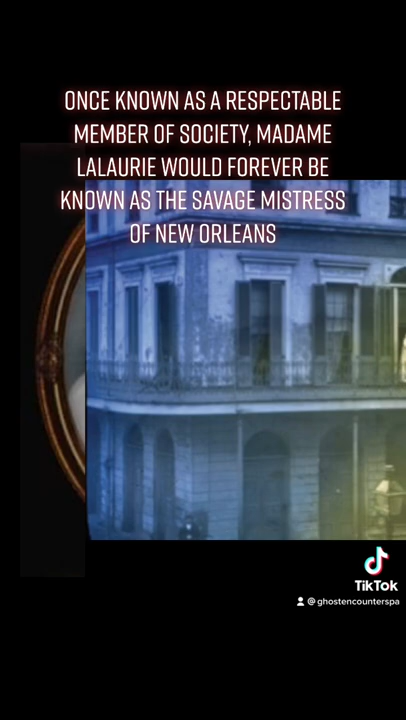 ONCE KNOWN AS A RESPECTABLE
MEMBER OF SOCIETY, MADAME
LALAURIE WOULD FOREVER BE
KNOWN AS THE SAVAGE MISTRESS
OF NEW ORLEANS
TikTok
@ghostencounterspa